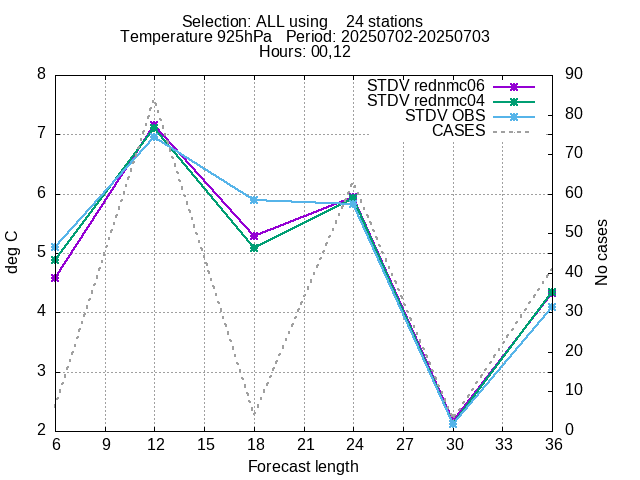 Selection: ALL using 24 stations
Temperature 925hPa Period: 20250702-20250703
Hours: 00,12
STDV rednmc06
STDV rednmc04
STDV OBS
CASES
8
7
6
5
4
3
2
deg C
90
80
70
60
50
40
30
20
10
0
No cases
6 9 12 15 18 21 24 27 30 33 36
Forecast length